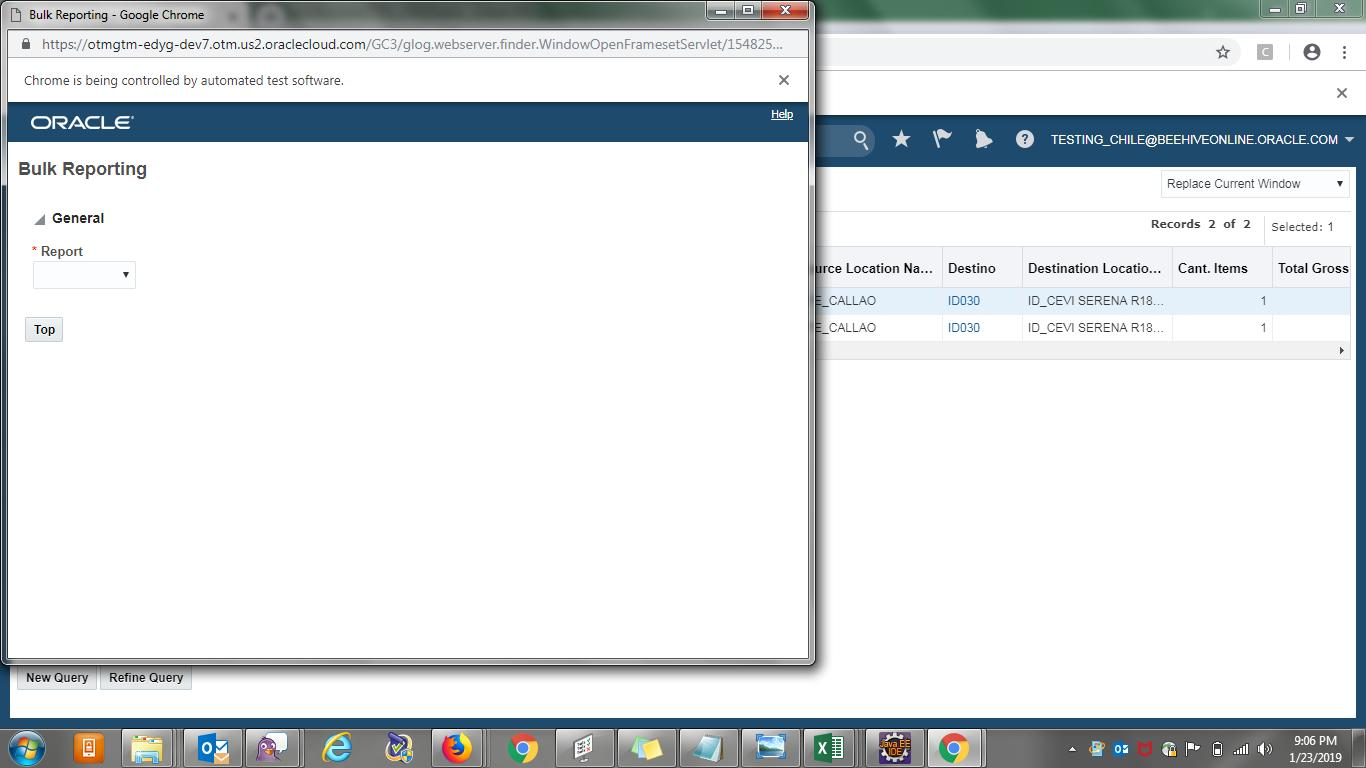 Bulk Reporting - Google Chrome
https://otmgtm-edyg-dev7.otm.us2.oraclecloud.com/GC3/glog.webserver.finder.WindowOpenFramesetServlet/154825...
Chrome is being controlled by automated test software.
ORACLE
Help
Bulk Reporting
General
* Report
Top
C
TESTING_CHILE@BEEHIVEONLINE.ORACLE.COM
Replace Current Window
Records 2 of 2
Selected: 1
urce Location Na... Destino Destination Locatio... Cant. Items Total Gross
E_CALLAO ID030 ID_CEVI SERENA R18... 1
E_CALLAO ID030 ID_CEVI SERENA R18... 1
New Query Refine Query
Java EE
IDE
9:06 PM
1/23/2019